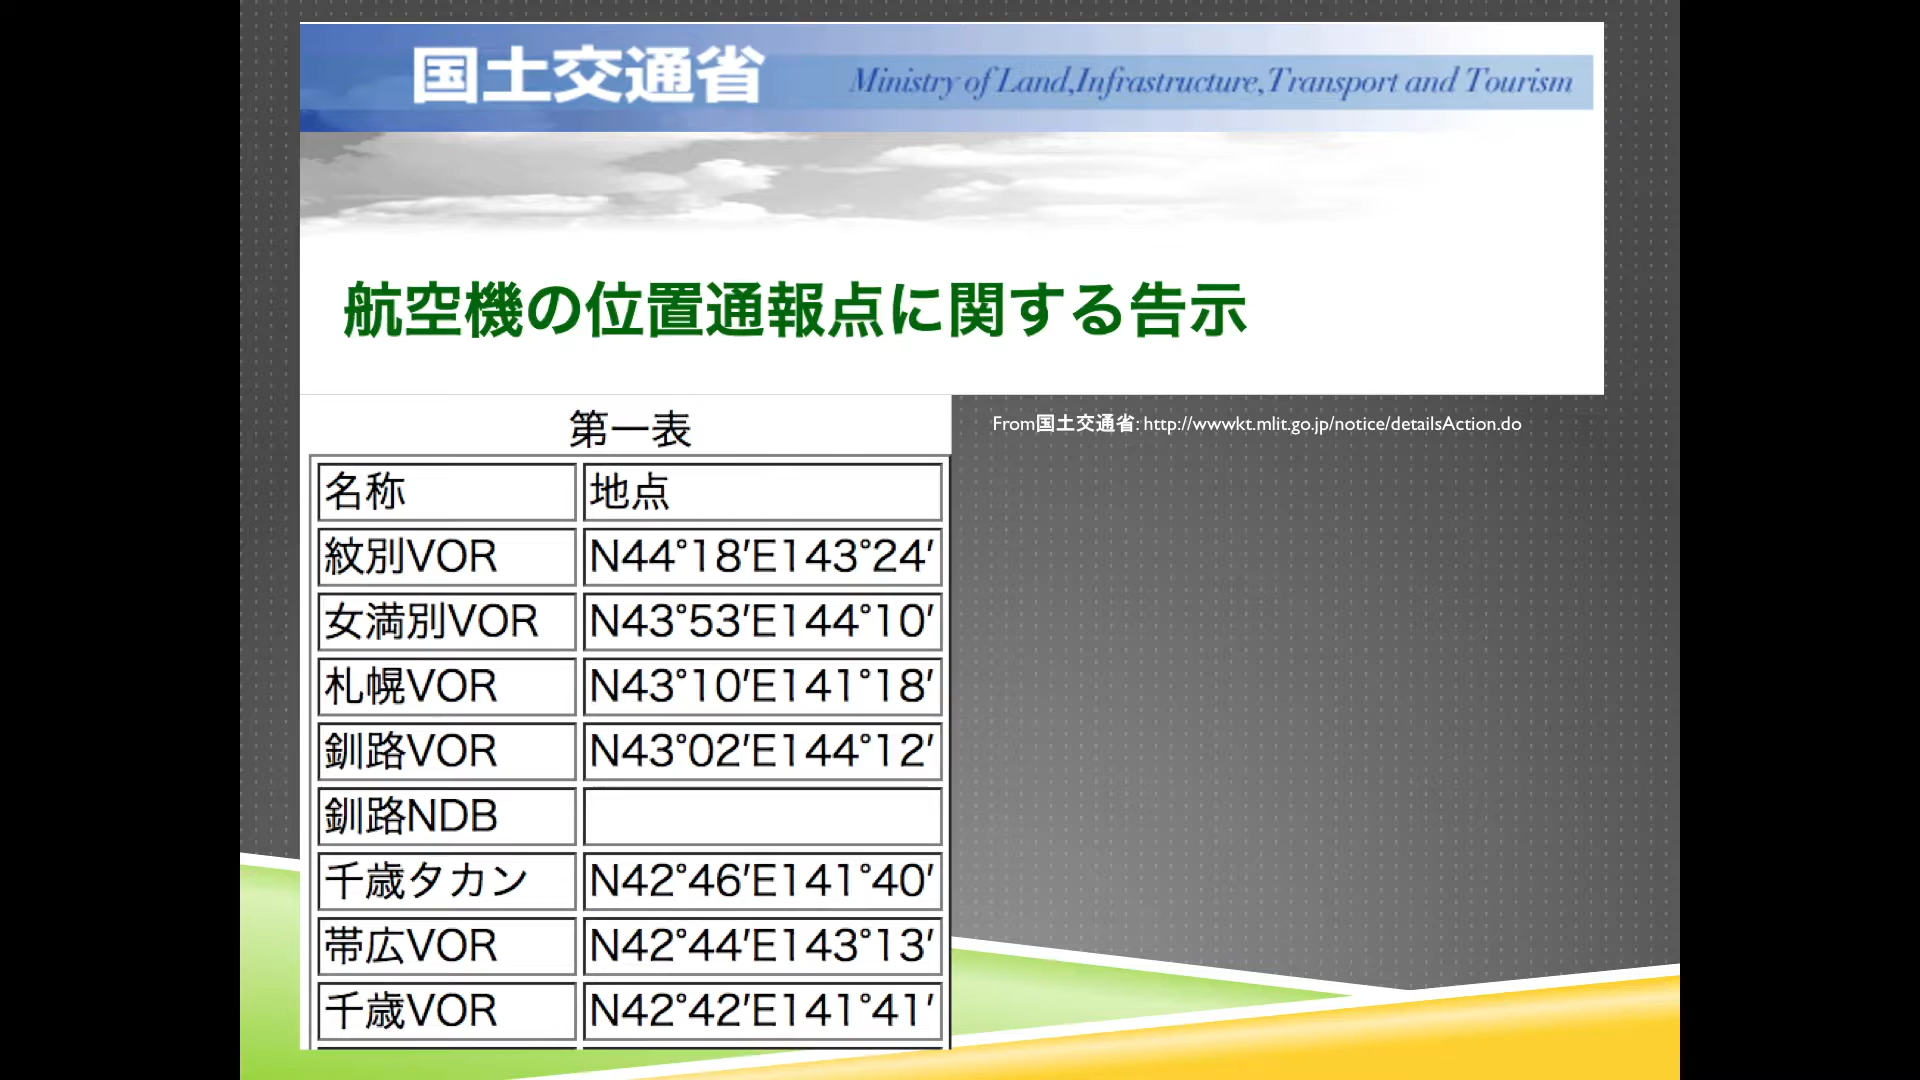 国土交通省 Ministry of Land,Infrastructure,Transport and Tourism
航空機の位置通報点に関する告示
第一表
From国土交通省: http://wwwkt.mlit.go.jp/notice/detailsAction.do
名称 地点
紋別VOR N44°18′E143°24′
女満別VOR N43°53′E144°10′
札幌VOR N43°10′E141°18′
釧路VOR N43°02′E144°12′
釧路NDB
千歳タカン N42°46′E141°40′
帯広VOR N42°44′E143°13′
千歳VOR N42°42′E141°41′